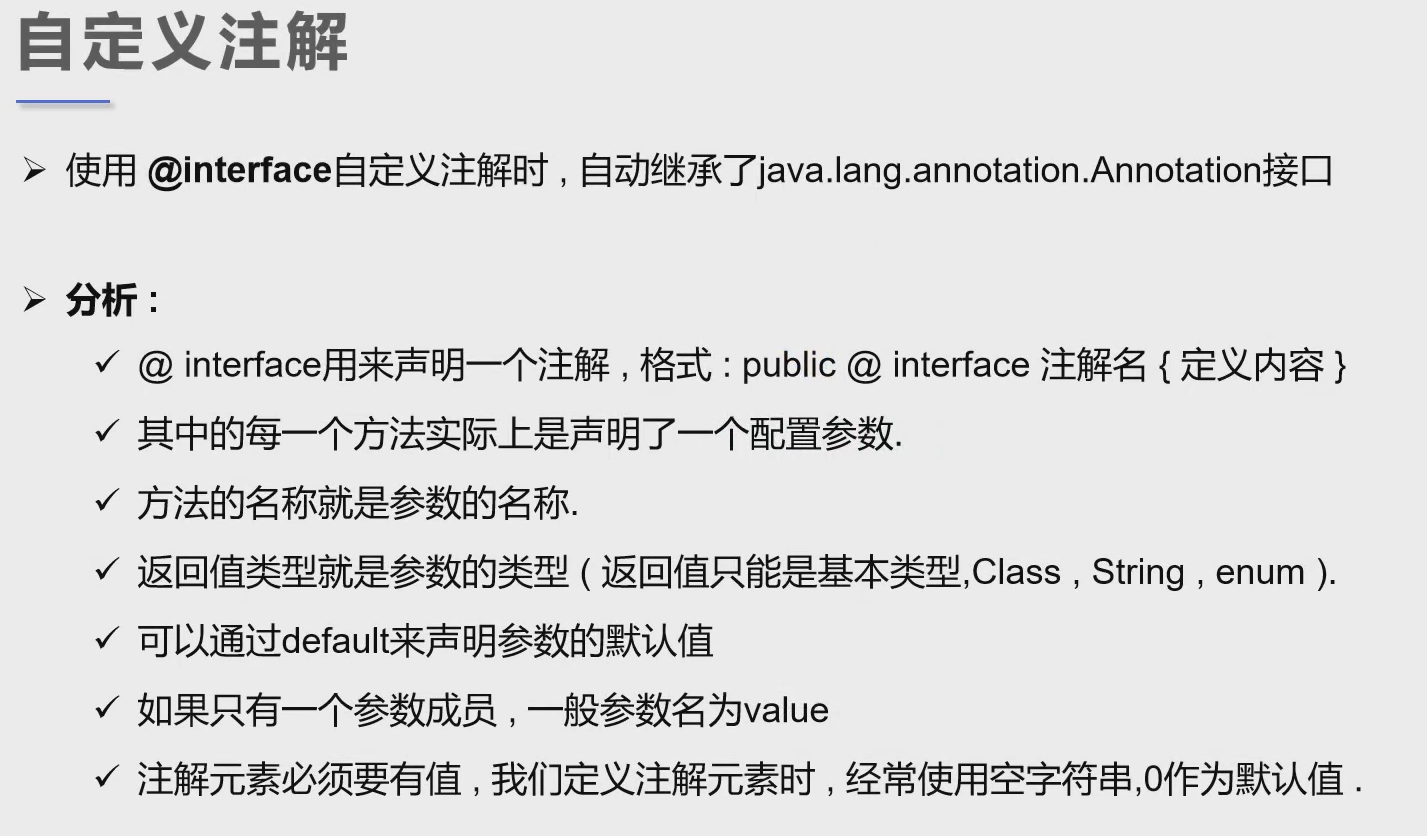 自定义注解
使用 @interface自定义注解时 , 自动继承了java.lang.annotation.Annotation接口
分析 :
@ interface用来声明一个注解 , 格式 : public @ interface 注解名 { 定义内容 }
其中的每一个方法实际上是声明了一个配置参数.
方法的名称就是参数的名称.
返回值类型就是参数的类型 ( 返回值只能是基本类型,Class , String , enum ).
可以通过default来声明参数的默认值
如果只有一个参数成员 , 一般参数名为value
注解元素必须要有值 , 我们定义注解元素时 , 经常使用空字符串,0作为默认值 .